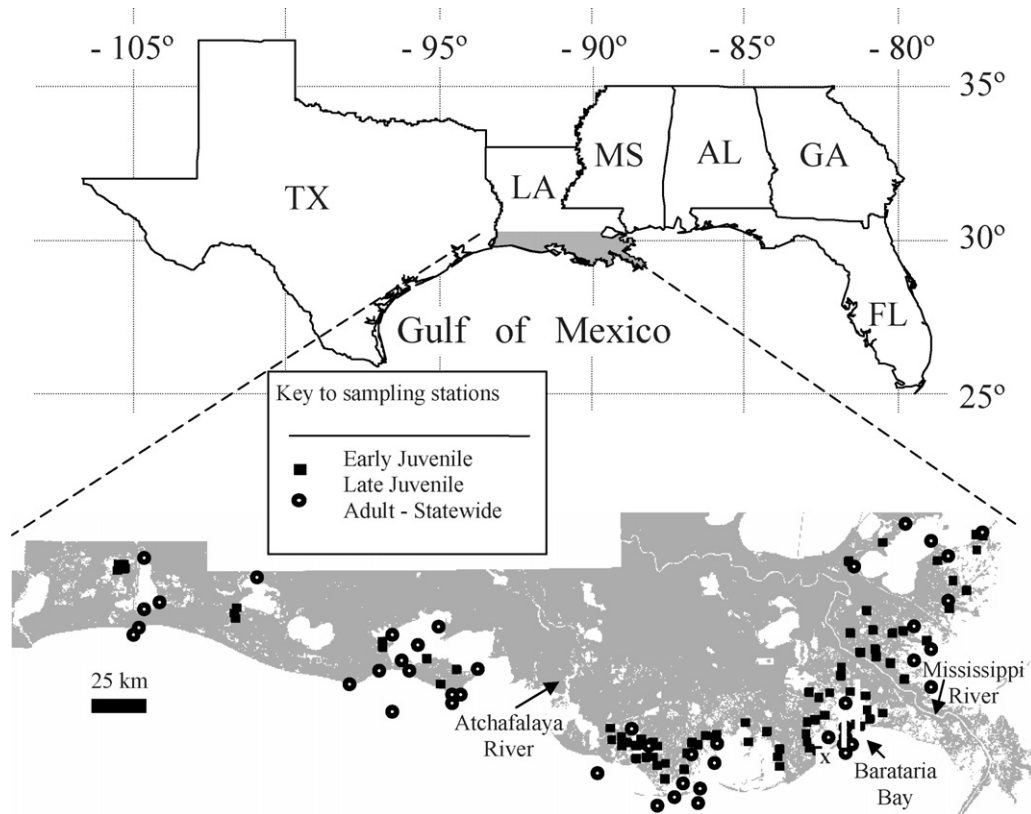 - 105º - 95º - 90º - 85º - 80º
35º
MS AL GA
LA
TX
30º
FL
Gulf of Mexico
25º
Key to sampling stations
Early Juvenile
Late Juvenile
Adult - Statewide
25 km
Atchafalaya
River
Mississippi
River
x
Barataria
Bay